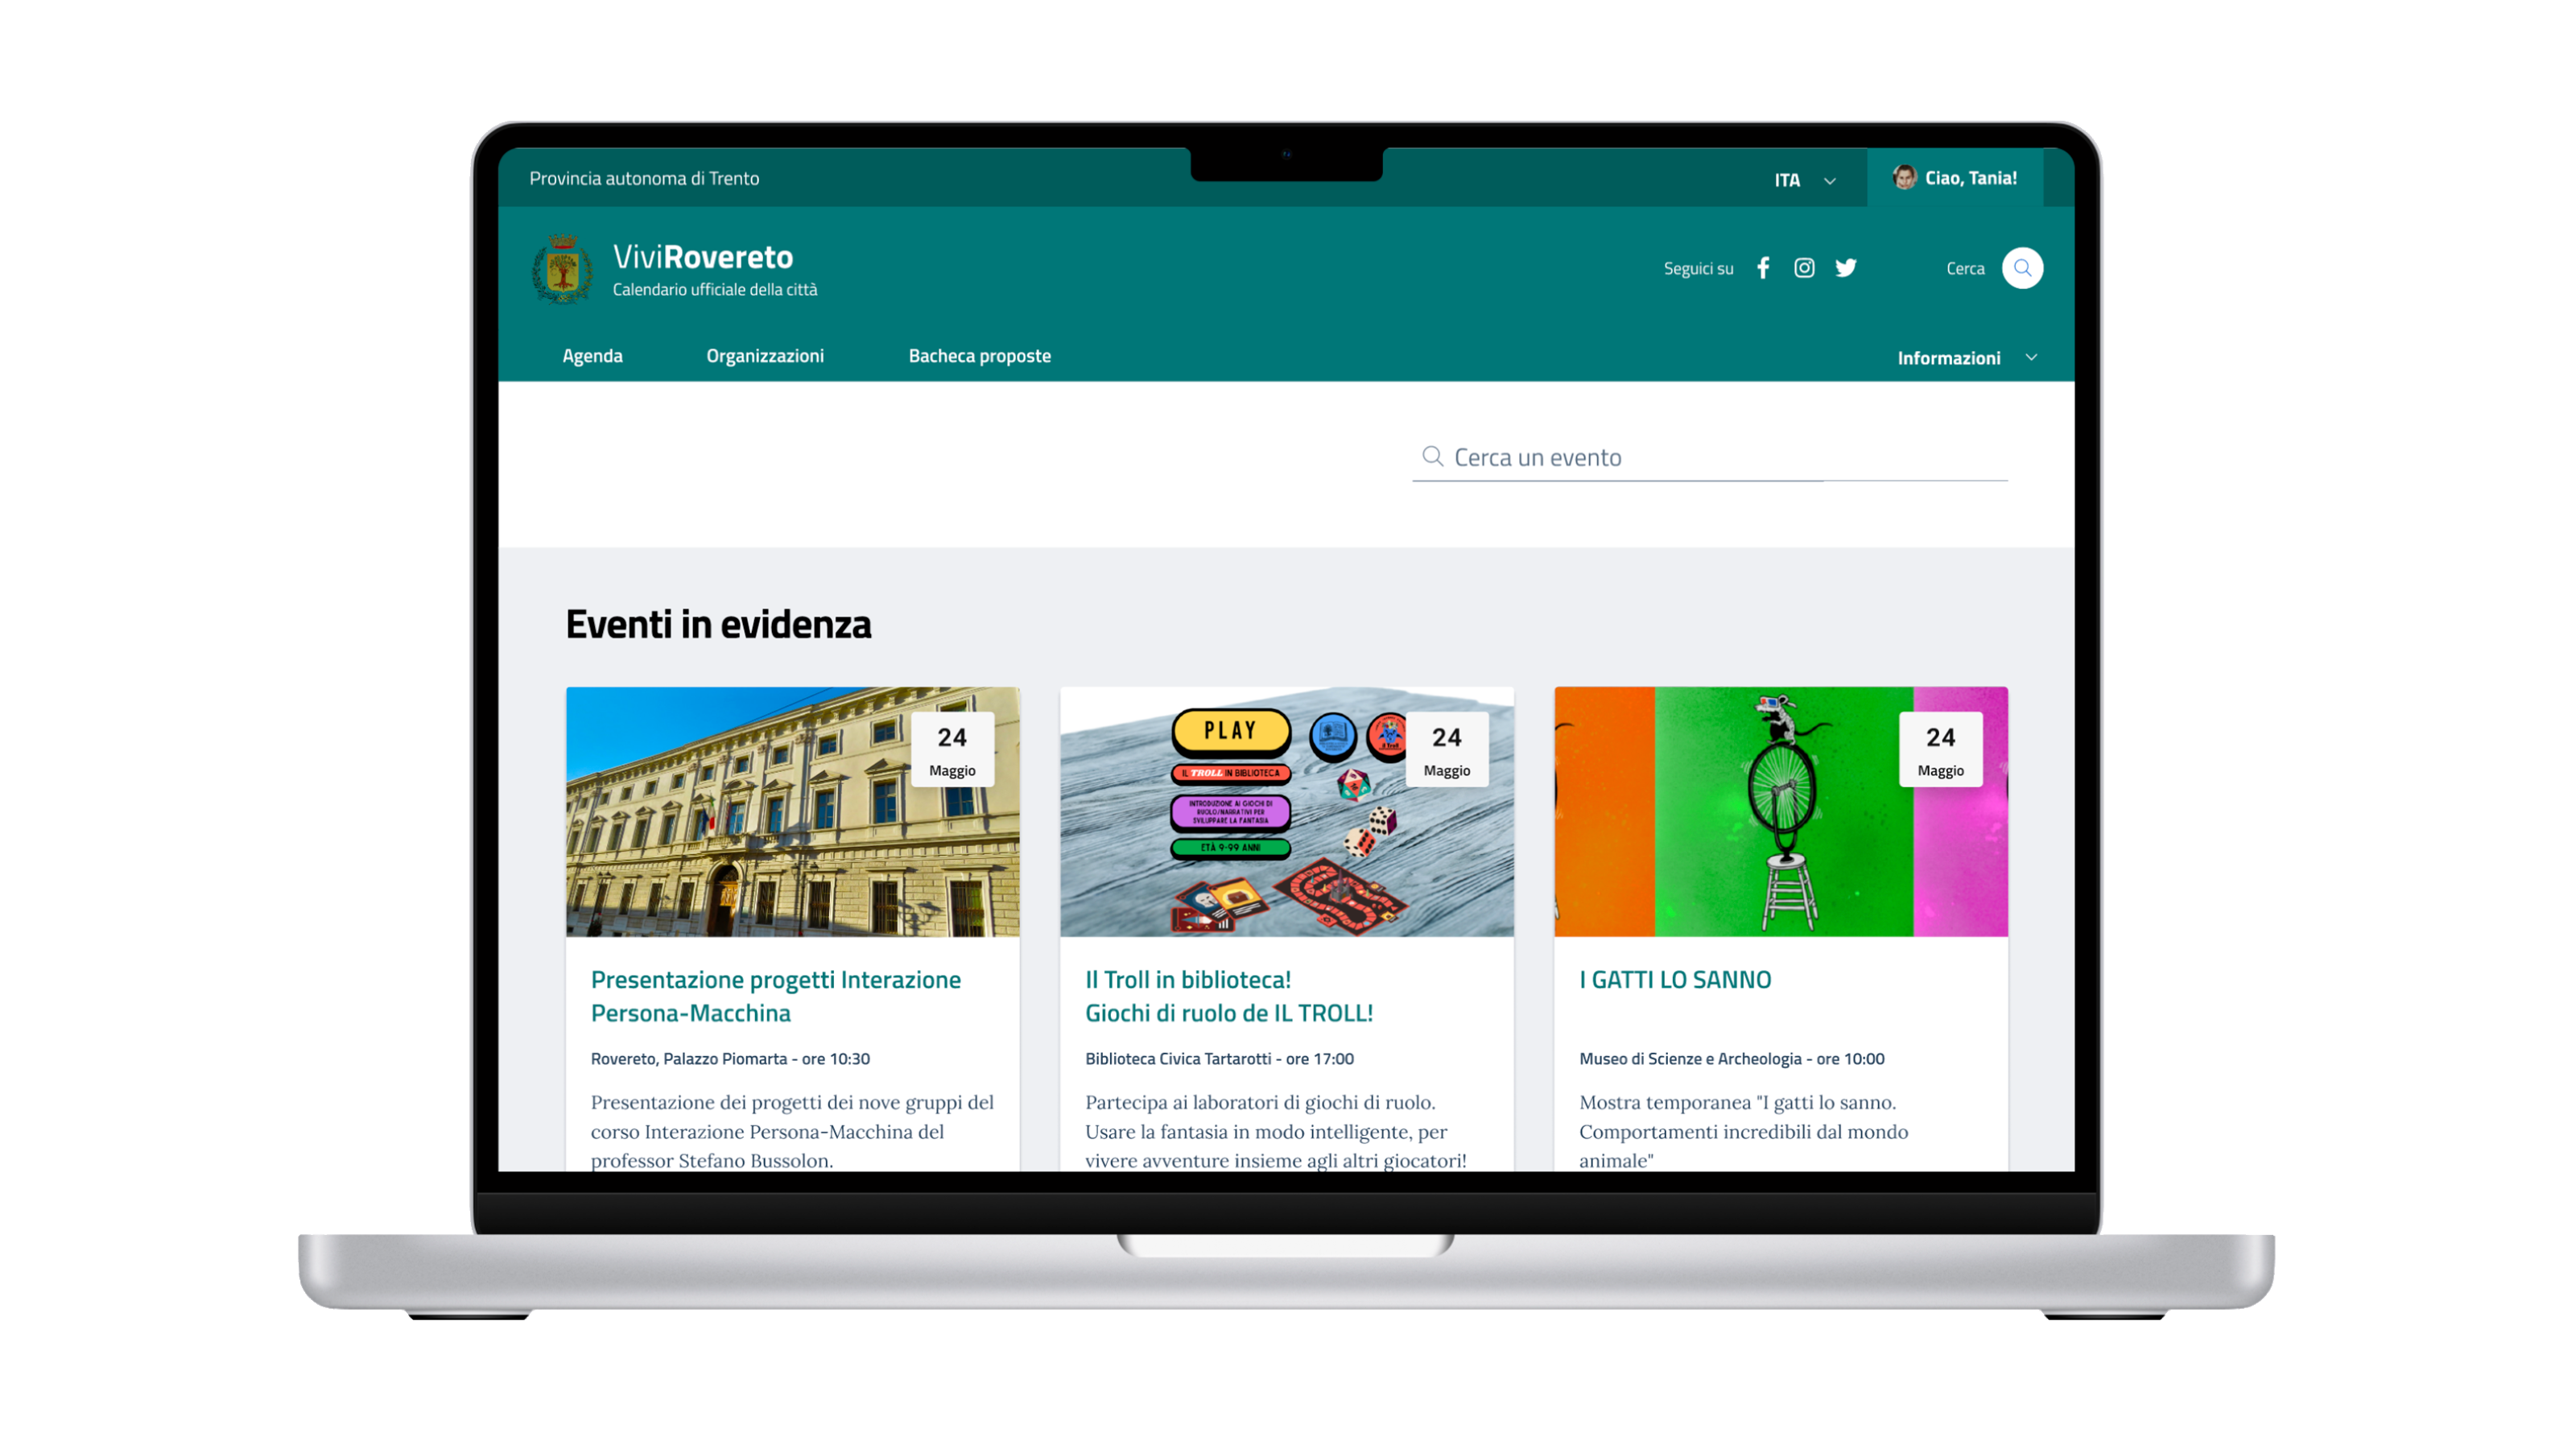 Provincia autonoma di Trento
ITA
Ciao, Tania!
ViviRovereto
Calendario ufficiale della città
Seguici su
Cerca
Agenda
Organizzazioni
Bacheca proposte
Informazioni
Cerca un evento
Eventi in evidenza
24
Maggio
Presentazione progetti Interazione
Persona-Macchina
Rovereto, Palazzo Piomarta - ore 10:30
Presentazione dei progetti dei nove gruppi del
corso Interazione Persona-Macchina del
professor Stefano Bussolon.
PLAY
IL TROLL IN BIBLIOTECA
INTRODUZIONE AI GIOCHI DI
RUOLO/NARRATIVI PER
SVILUPPARE LA FANTASIA
ETÀ 9-99 ANNI
il Troll
24
Maggio
Il Troll in biblioteca!
Giochi di ruolo de IL TROLL!
Biblioteca Civica Tartarotti - ore 17:00
Partecipa ai laboratori di giochi di ruolo.
Usare la fantasia in modo intelligente, per
vivere avventure insieme agli altri giocatori!
24
Maggio
I GATTI LO SANNO
Museo di Scienze e Archeologia - ore 10:00
Mostra temporanea "I gatti lo sanno.
Comportamenti incredibili dal mondo
animale"